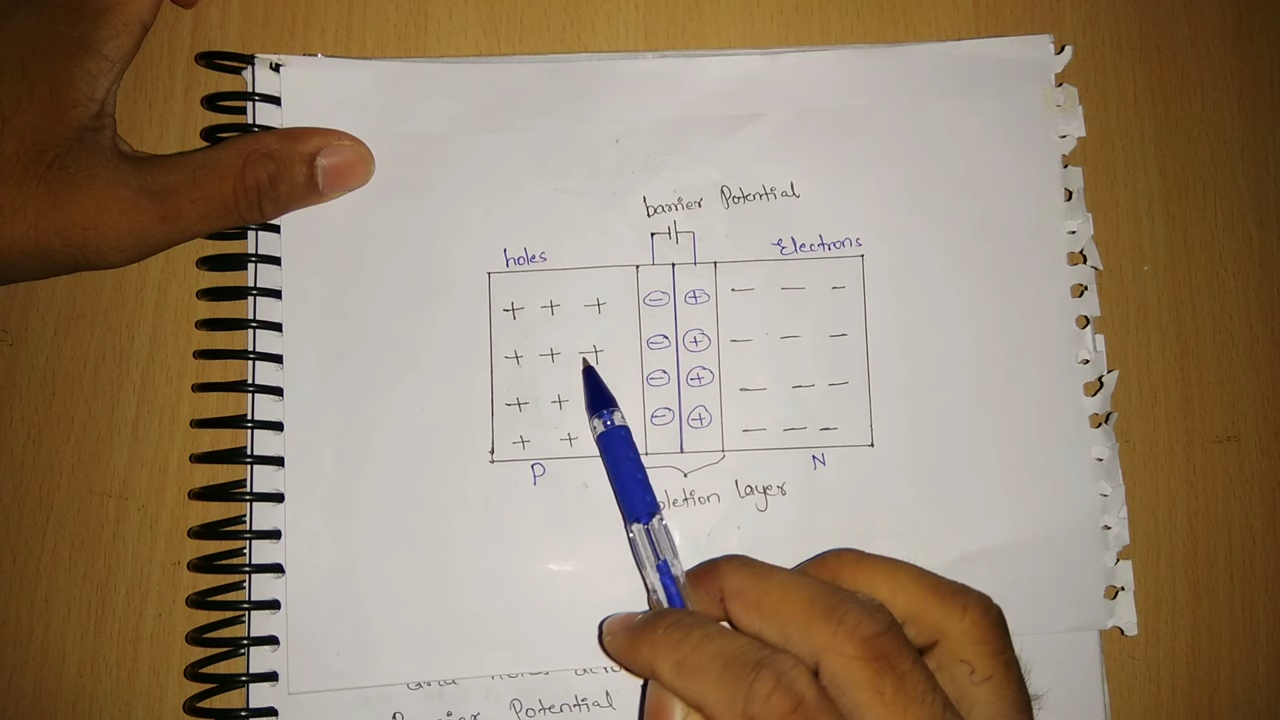 barrier Potential
holes
Electrons
+ + +
+ + +
+ +
+ +
⊖ ⊕
⊖ ⊕
⊖ ⊕
⊖ ⊕
— — —
— — —
— — —
— — —
P
N
layer
Potential